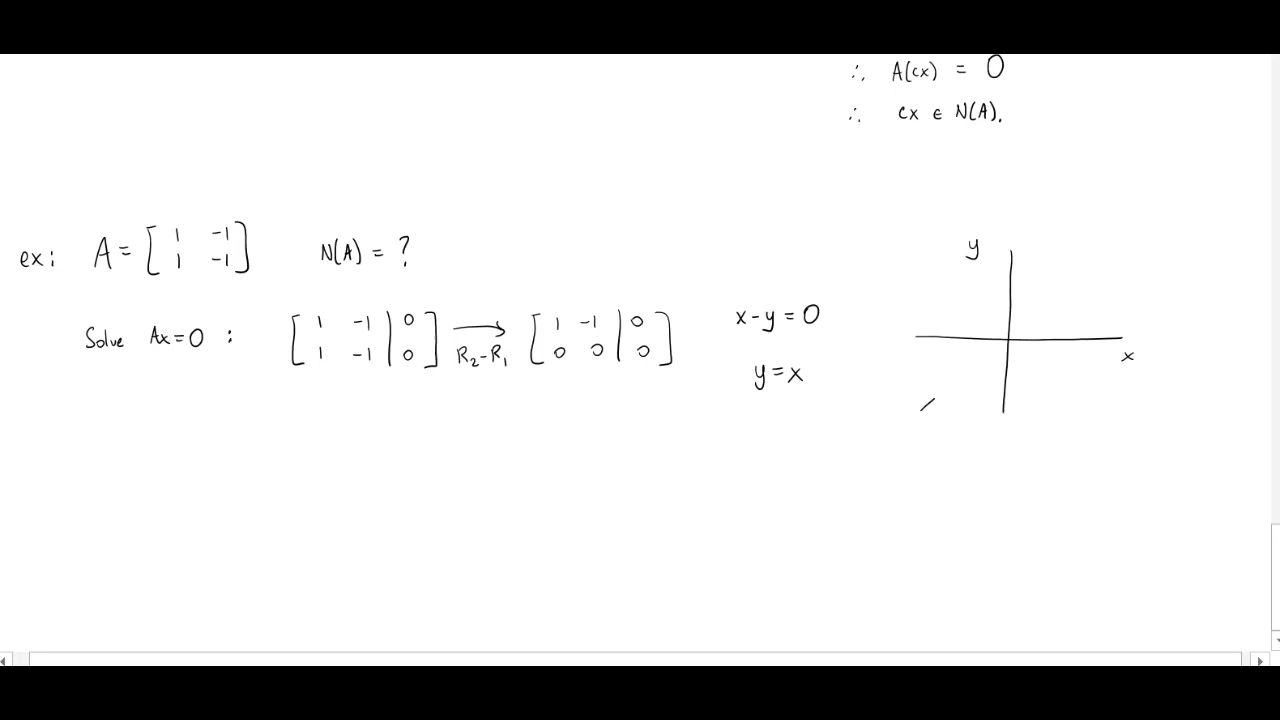 ∴ A(cx) = 0
∴ cx ∈ N(A).
ex: A = [ 1 -1 ; 1 -1 ] N(A) = ?
Solve Ax=0 : [ 1 -1 | 0 ; 1 -1 | 0 ] → R₂-R₁ [ 1 -1 | 0 ; 0 0 | 0 ] x-y=0
y=x
y
x